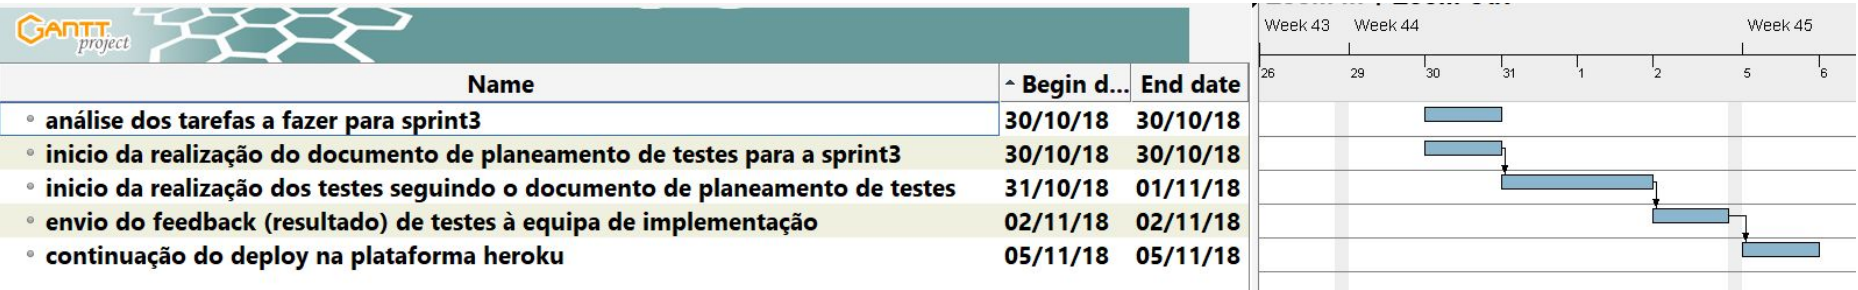 GANTT
project
Name Begin d... End date
análise dos tarefas a fazer para sprint3 30/10/18 30/10/18
inicio da realização do documento de planeamento de testes para a sprint3 30/10/18 30/10/18
inicio da realização dos testes seguindo o documento de planeamento de testes 31/10/18 01/11/18
envio do feedback (resultado) de testes à equipa de implementação 02/11/18 02/11/18
continuação do deploy na plataforma heroku 05/11/18 05/11/18
Week 43 Week 44 Week 45
26 29 30 31 1 2 5 6